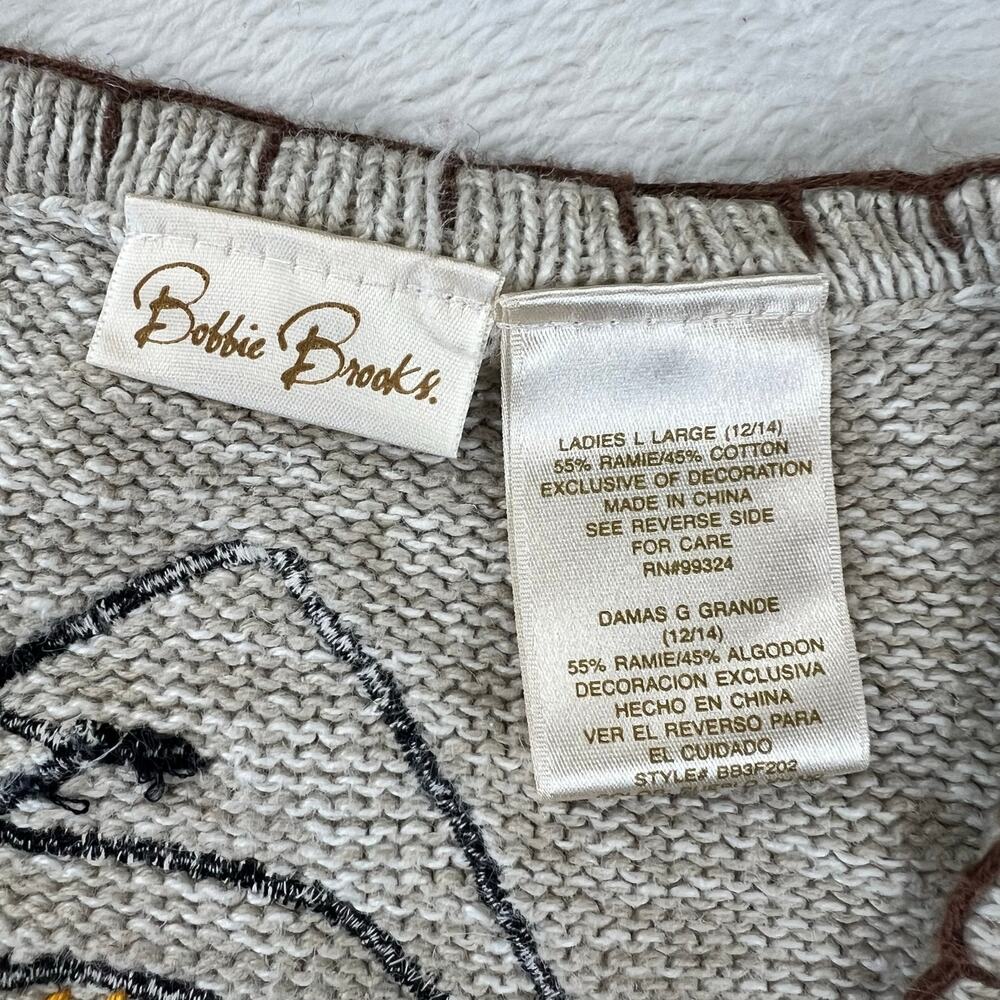 Bobbie Brooks.
LADIES L LARGE (12/14)
55% RAMIE/45% COTTON
EXCLUSIVE OF DECORATION
MADE IN CHINA
SEE REVERSE SIDE
FOR CARE
RN#99324
DAMAS G GRANDE
(12/14)
55% RAMIE/45% ALGODON
DECORACION EXCLUSIVA
HECHO EN CHINA
VER EL REVERSO PARA
EL CUIDADO
STYLE# BB3F202